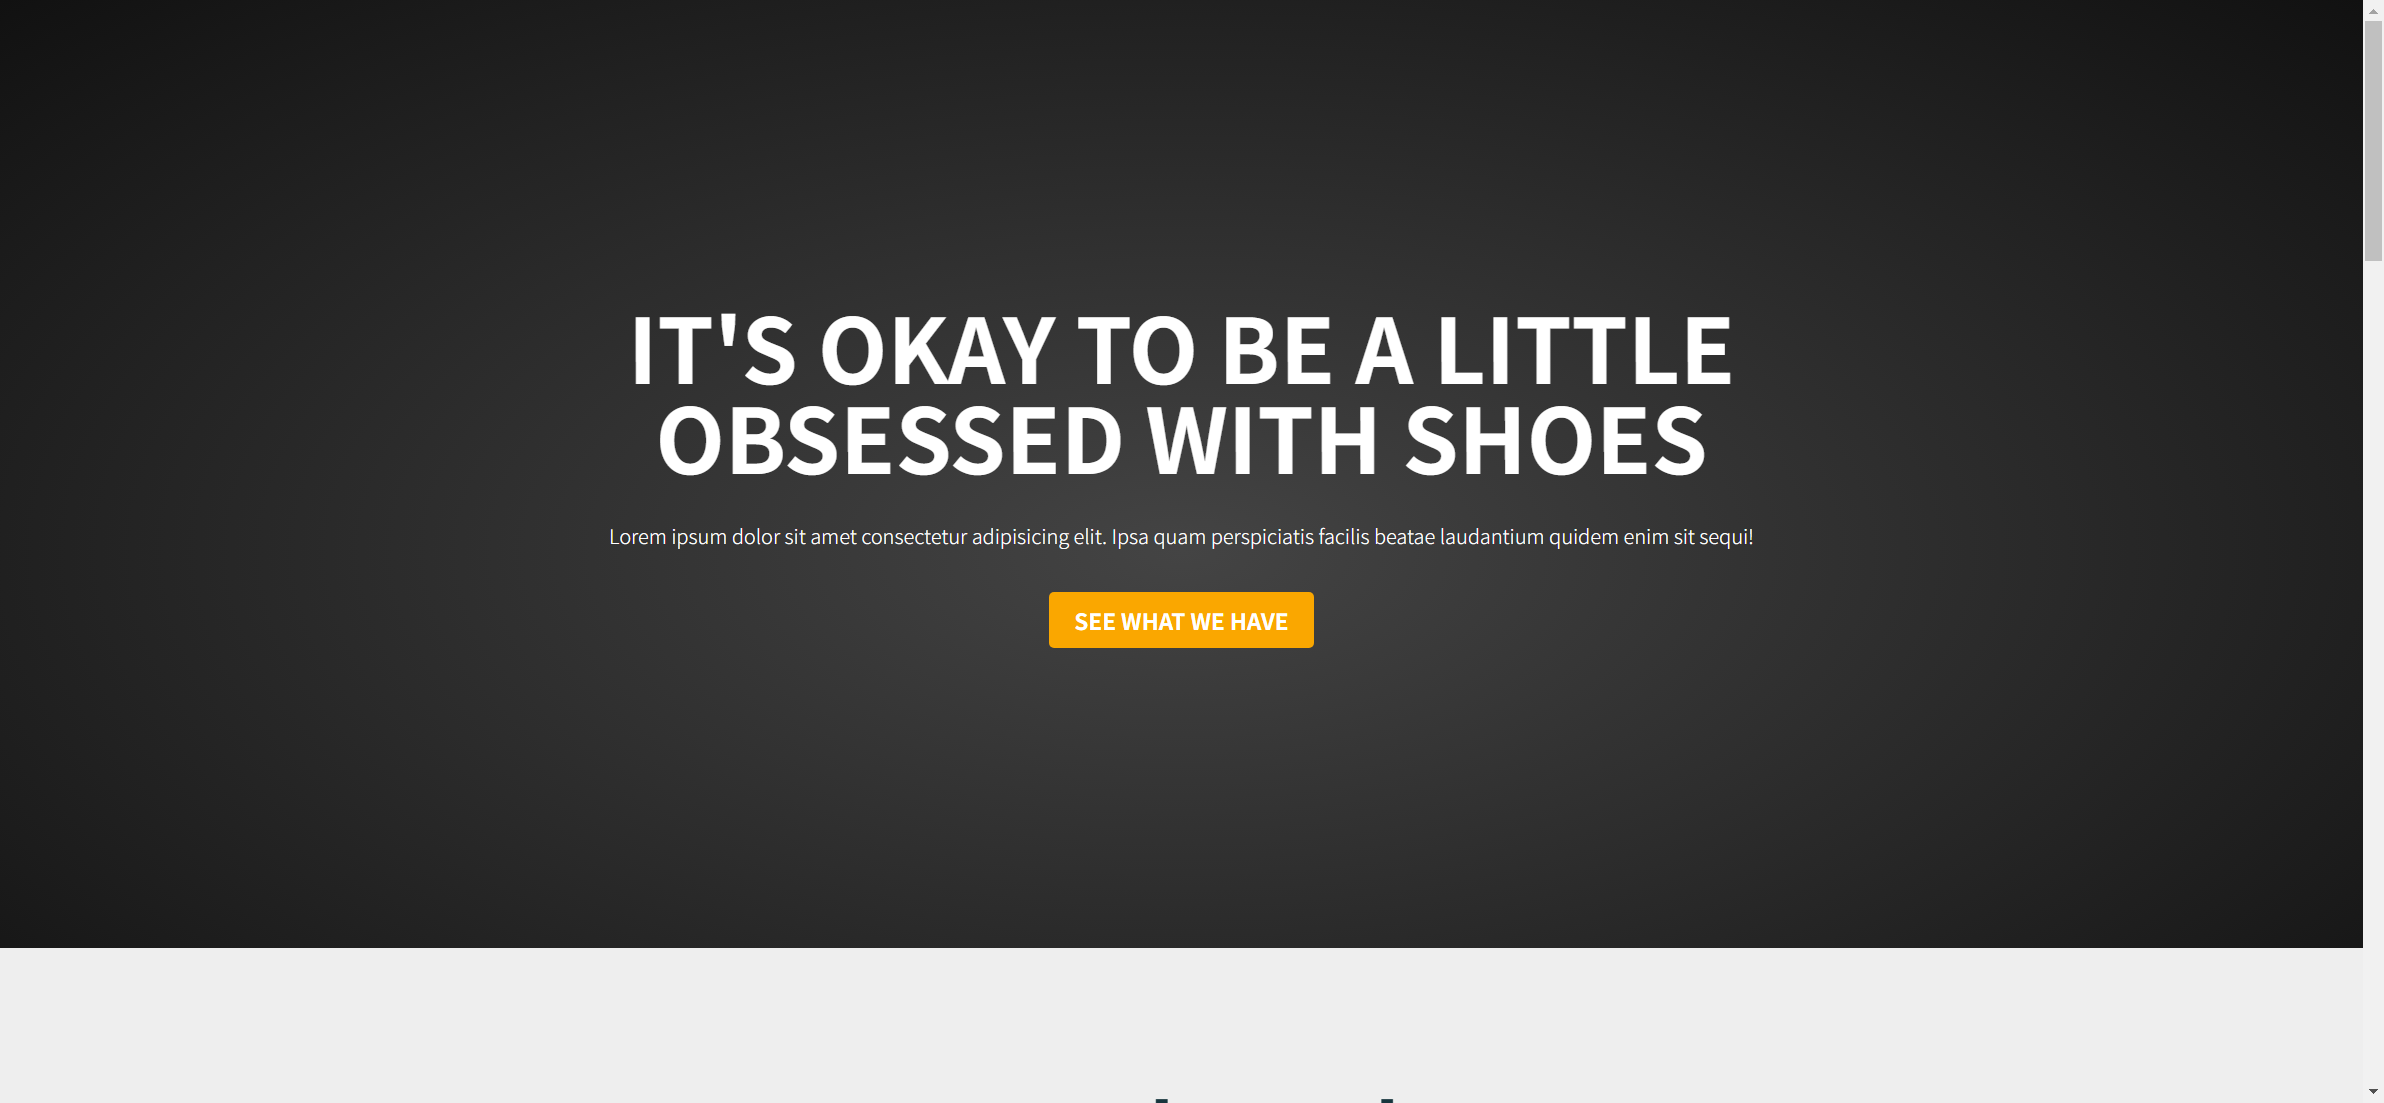 IT'S OKAY TO BE A LITTLE
OBSESSED WITH SHOES
Lorem ipsum dolor sit amet consectetur adipisicing elit. Ipsa quam perspiciatis facilis beatae laudantium quidem enim sit sequi!
SEE WHAT WE HAVE